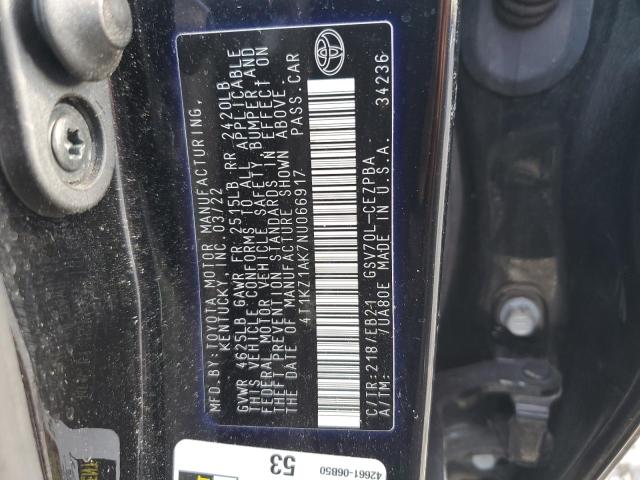 MFD. BY: TOYOTA MOTOR MANUFACTURING,
KENTUCKY, INC. 03/22
GVWR 4625LB GAWR FR 2515LB RR 2420LB
THIS VEHICLE CONFORMS TO ALL APPLICABLE
FEDERAL MOTOR VEHICLE SAFETY, BUMPER AND
THEFT PREVENTION STANDARDS IN EFFECT ON
THE DATE OF MANUFACTURE SHOWN ABOVE.
4T1KZ1AK7NU066917 PASS.CAR
C/TR:218/EB21 GSV70L-CEZPBA
A/TM: -/UA80E MADE IN U.S.A. 34236
53
42661-06B50